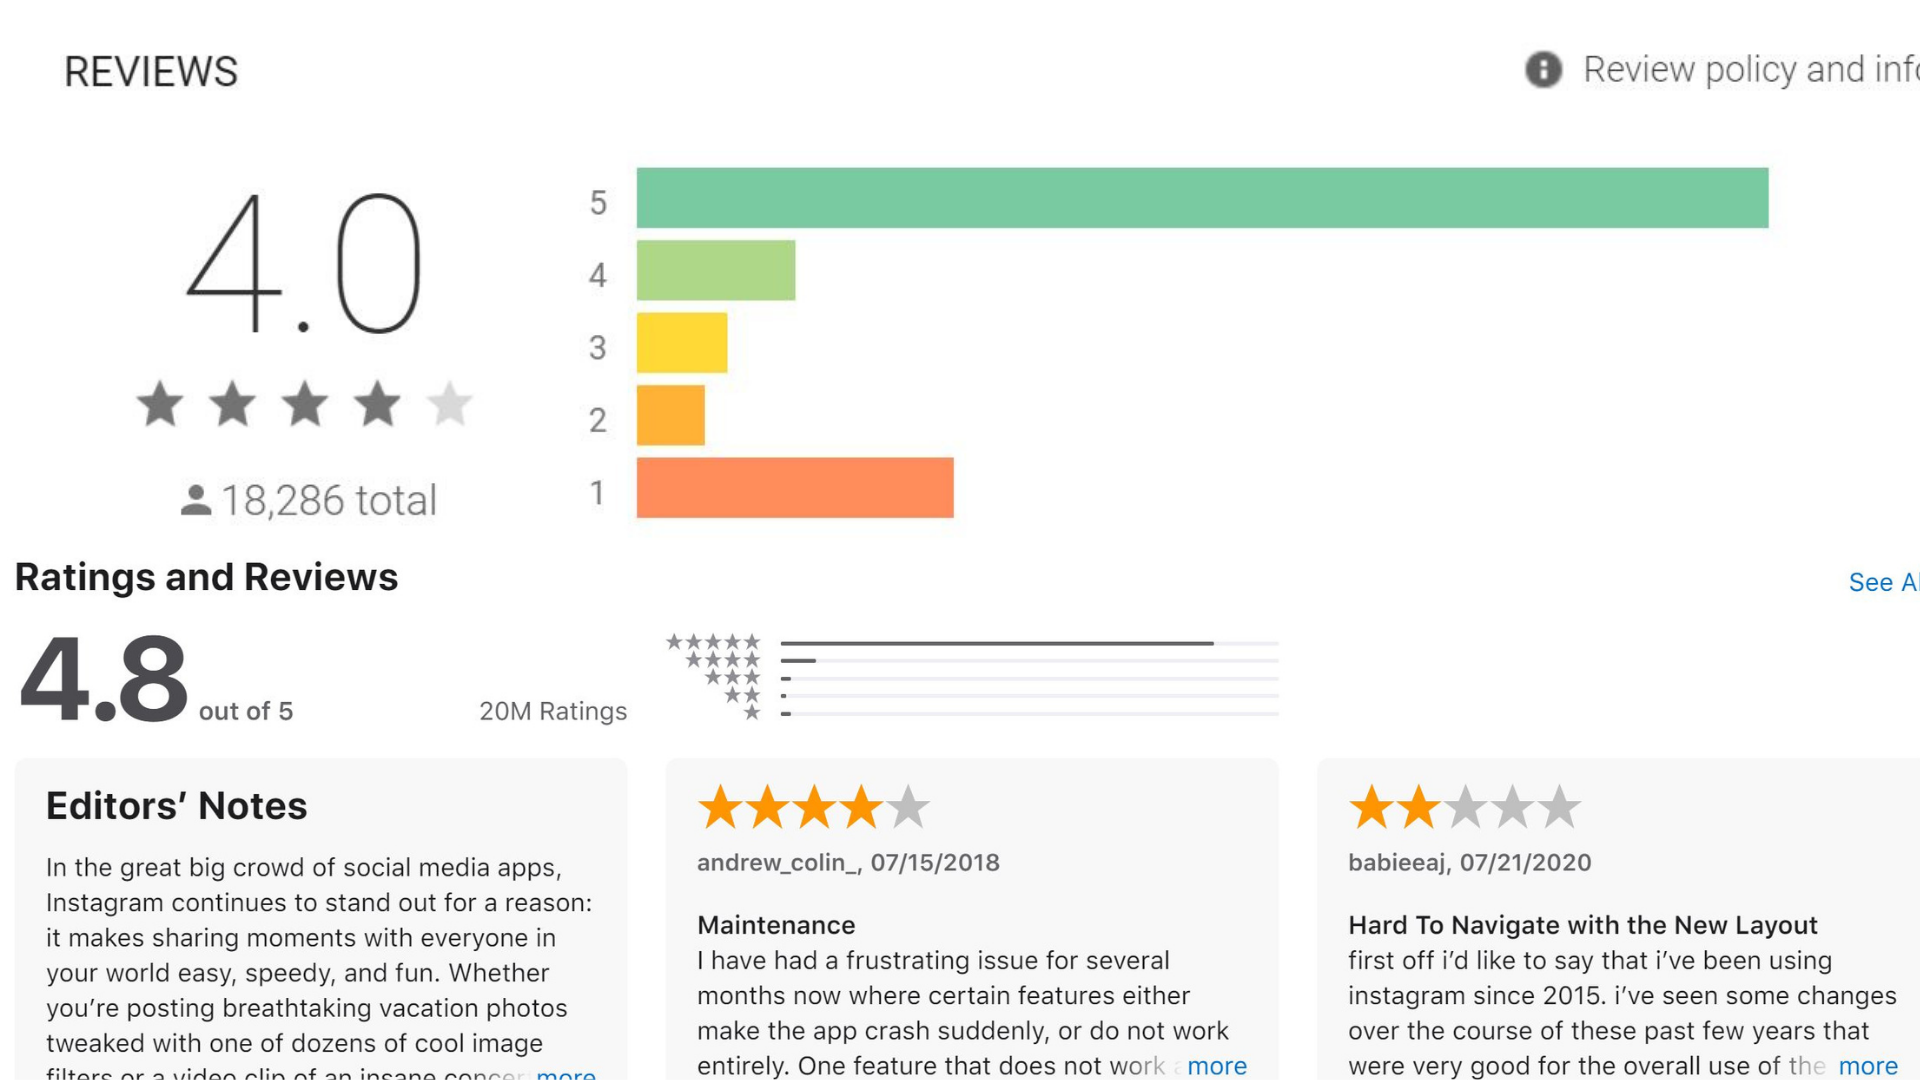 REVIEWS
Review policy and info
4.0
5
4
3
2
1
18,286 total
Ratings and Reviews
See Al
4.8 out of 5
20M Ratings
Editors’ Notes
In the great big crowd of social media apps,
Instagram continues to stand out for a reason:
it makes sharing moments with everyone in
your world easy, speedy, and fun. Whether
you’re posting breathtaking vacation photos
tweaked with one of dozens of cool image
filters or a video clip of an insane concer more
andrew_colin_, 07/15/2018
Maintenance
I have had a frustrating issue for several
months now where certain features either
make the app crash suddenly, or do not work
entirely. One feature that does not work a more
babieeaj, 07/21/2020
Hard To Navigate with the New Layout
first off i’d like to say that i’ve been using
instagram since 2015. i’ve seen some changes
over the course of these past few years that
were very good for the overall use of the more